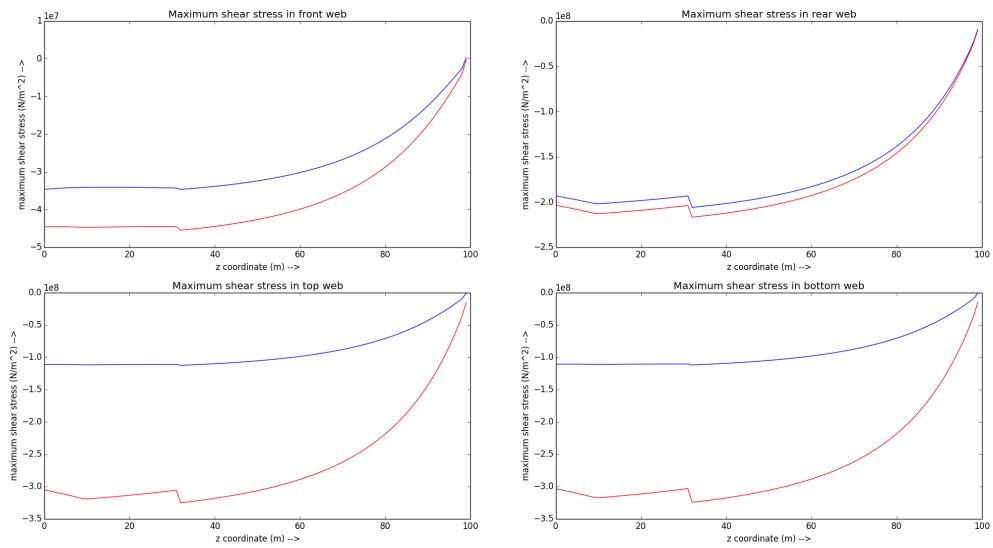 Maximum shear stress in front web
1e7
1
0
−1
−2
−3
−4
−5
maximum shear stress (N/m^2) -->
0 20 40 60 80 100
z coordinate (m) -->
Maximum shear stress in rear web
1e8
0.0
−0.5
−1.0
−1.5
−2.0
−2.5
maximum shear stress (N/m^2) -->
0 20 40 60 80 100
z coordinate (m) -->
Maximum shear stress in top web
1e8
0.0
−0.5
−1.0
−1.5
−2.0
−2.5
−3.0
−3.5
maximum shear stress (N/m^2) -->
0 20 40 60 80 100
z coordinate (m) -->
Maximum shear stress in bottom web
1e8
0.0
−0.5
−1.0
−1.5
−2.0
−2.5
−3.0
−3.5
maximum shear stress (N/m^2) -->
0 20 40 60 80 100
z coordinate (m) -->